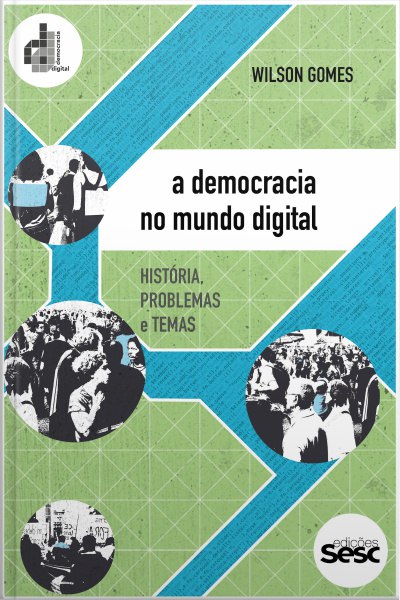 democracia
digital
WILSON GOMES
a democracia
no mundo digital
HISTÓRIA,
PROBLEMAS
e TEMAS
edições
Sesc